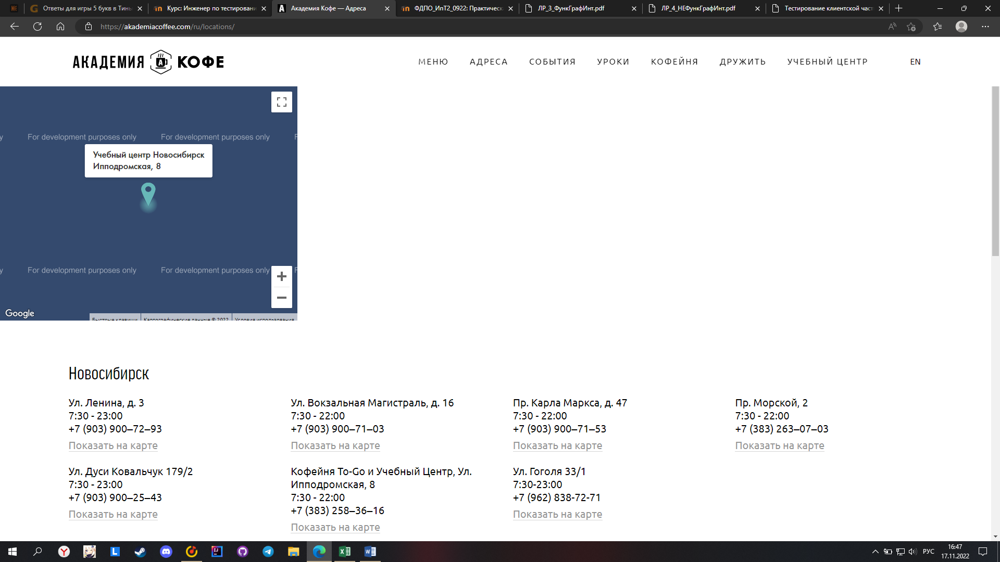 Ответы для игры 5 букв в Тинь
Курс: Инженер по тестировани
Академия Кофе — Адреса
ФДПО_ИпТ2_0922: Практическ
ЛР_3_ФункГрафИнт.pdf
ЛР_4_НЕФункГрафИнт.pdf
Тестирование клиентской част
https://akademiacoffee.com/ru/locations/
АКАДЕМИЯ КОФЕ
МЕНЮ
АДРЕСА
СОБЫТИЯ
УРОКИ
КОФЕЙНЯ
ДРУЖИТЬ
УЧЕБНЫЙ ЦЕНТР
EN
y For development purposes only For development purposes only F
Учебный центр Новосибирск
Ипподромская, 8
y For development purposes only For development purposes only F
Google
Быстрые клавиши
Картографические данные © 2022
Условия использования
Новосибирск
Ул. Ленина, д. 3
7:30 - 23:00
+7 (903) 900–72–93
Показать на карте
Ул. Вокзальная Магистраль, д. 16
7:30 - 22:00
+7 (903) 900–71–03
Показать на карте
Пр. Карла Маркса, д. 47
7:30 - 22:00
+7 (903) 900–71–53
Показать на карте
Пр. Морской, 2
7:30 - 22:00
+7 (383) 263–07–03
Показать на карте
Ул. Дуси Ковальчук 179/2
7:30 - 23:00
+7 (903) 900–25–43
Показать на карте
Кофейня To-Go и Учебный Центр, Ул.
Ипподромская, 8
7:30 - 22:00
+7 (383) 258–36–16
Показать на карте
Ул. Гоголя 33/1
7:30-23:00
+7 (962) 838-72-71
Показать на карте
РУС
16:47
17.11.2022